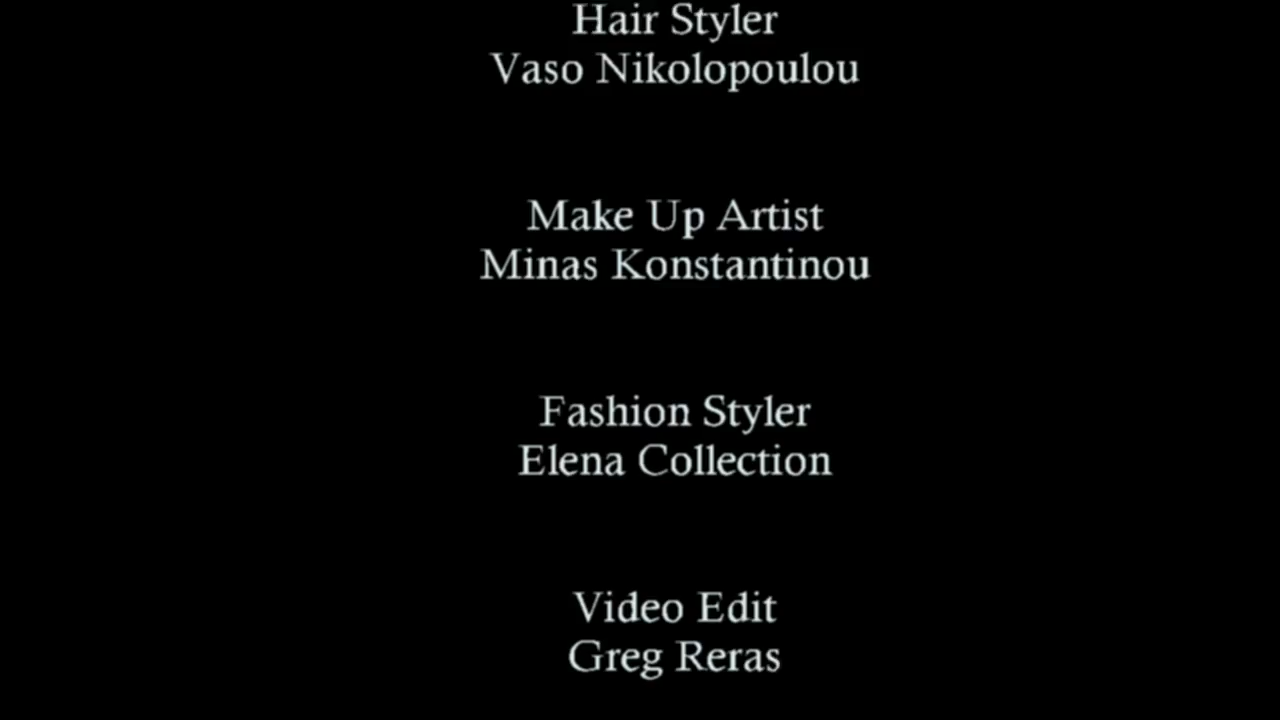 Hair Styler
Vaso Nikolopoulou
Make Up Artist
Minas Konstantinou
Fashion Styler
Elena Collection
Video Edit
Greg Reras